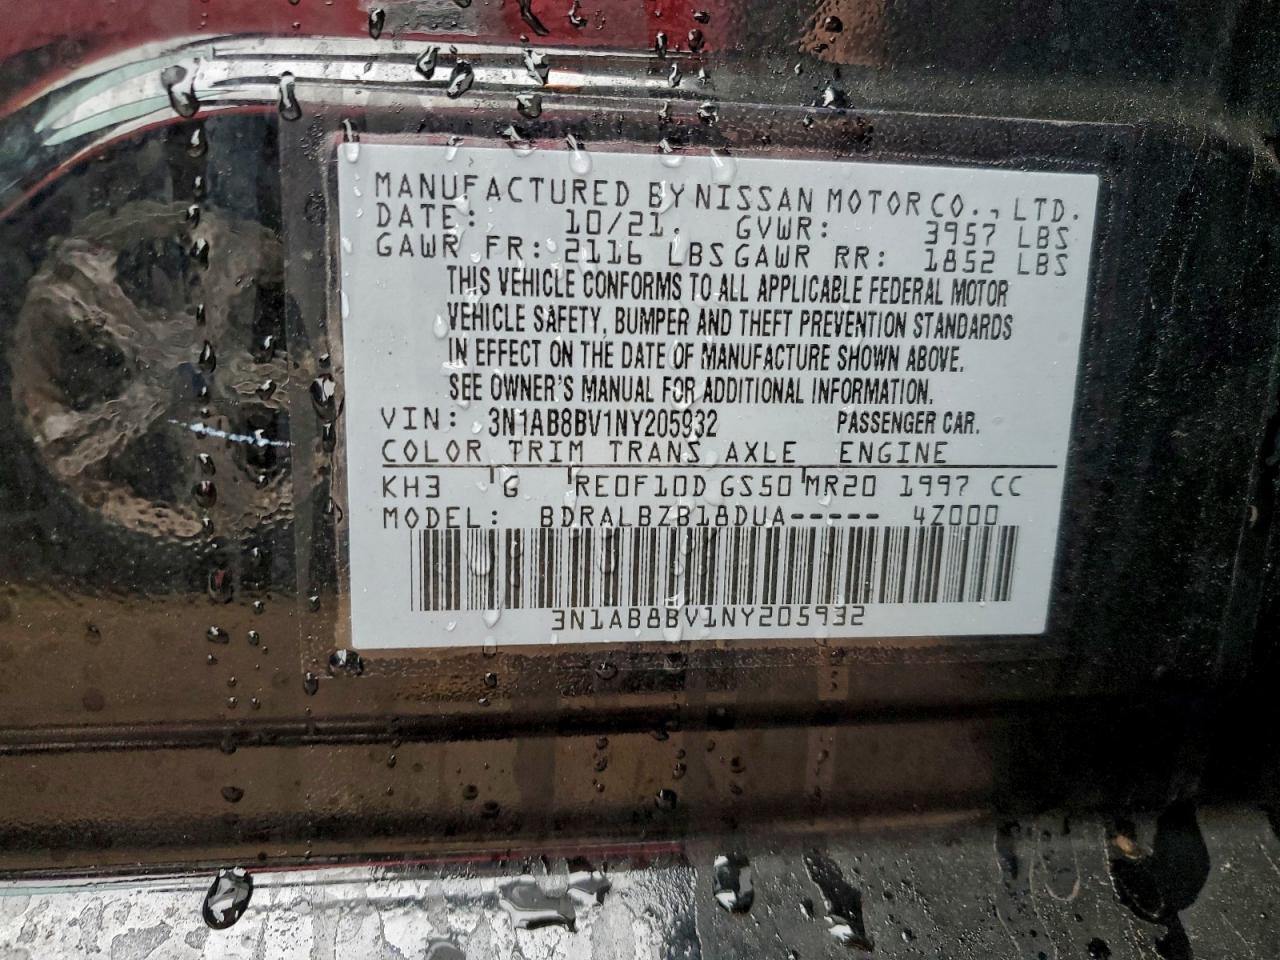 MANUFACTURED BY NISSAN MOTOR CO., LTD.
DATE: 10/21. GVWR: 3957 LBS
GAWR FR: 2116 LBS GAWR RR: 1852 LBS
THIS VEHICLE CONFORMS TO ALL APPLICABLE FEDERAL MOTOR
VEHICLE SAFETY, BUMPER AND THEFT PREVENTION STANDARDS
IN EFFECT ON THE DATE OF MANUFACTURE SHOWN ABOVE.
SEE OWNER'S MANUAL FOR ADDITIONAL INFORMATION.
VIN: 3N1AB8BV1NY205932 PASSENGER CAR.
COLOR TRIM TRANS AXLE ENGINE
KH3 G RE0F10D GS50 MR20 1997 CC
MODEL: BDRALBZB18DUA----- 4Z000
3N1AB8BV1NY205932